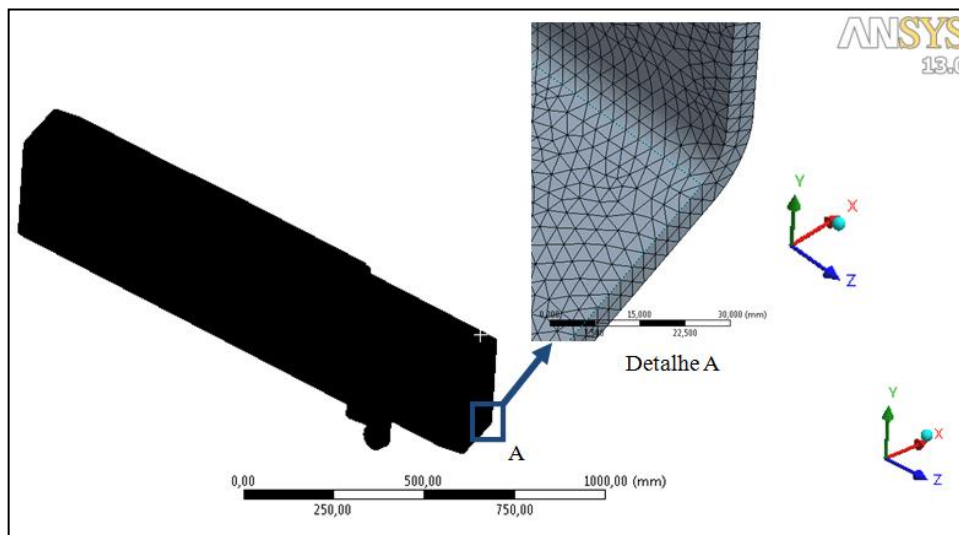 ANSYS
13.0
Y
X
Z
0,000
15,000
30,000 (mm)
7,500
22,500
Detalhe A
A
Y
X
Z
0,00
500,00
1000,00 (mm)
250,00
750,00